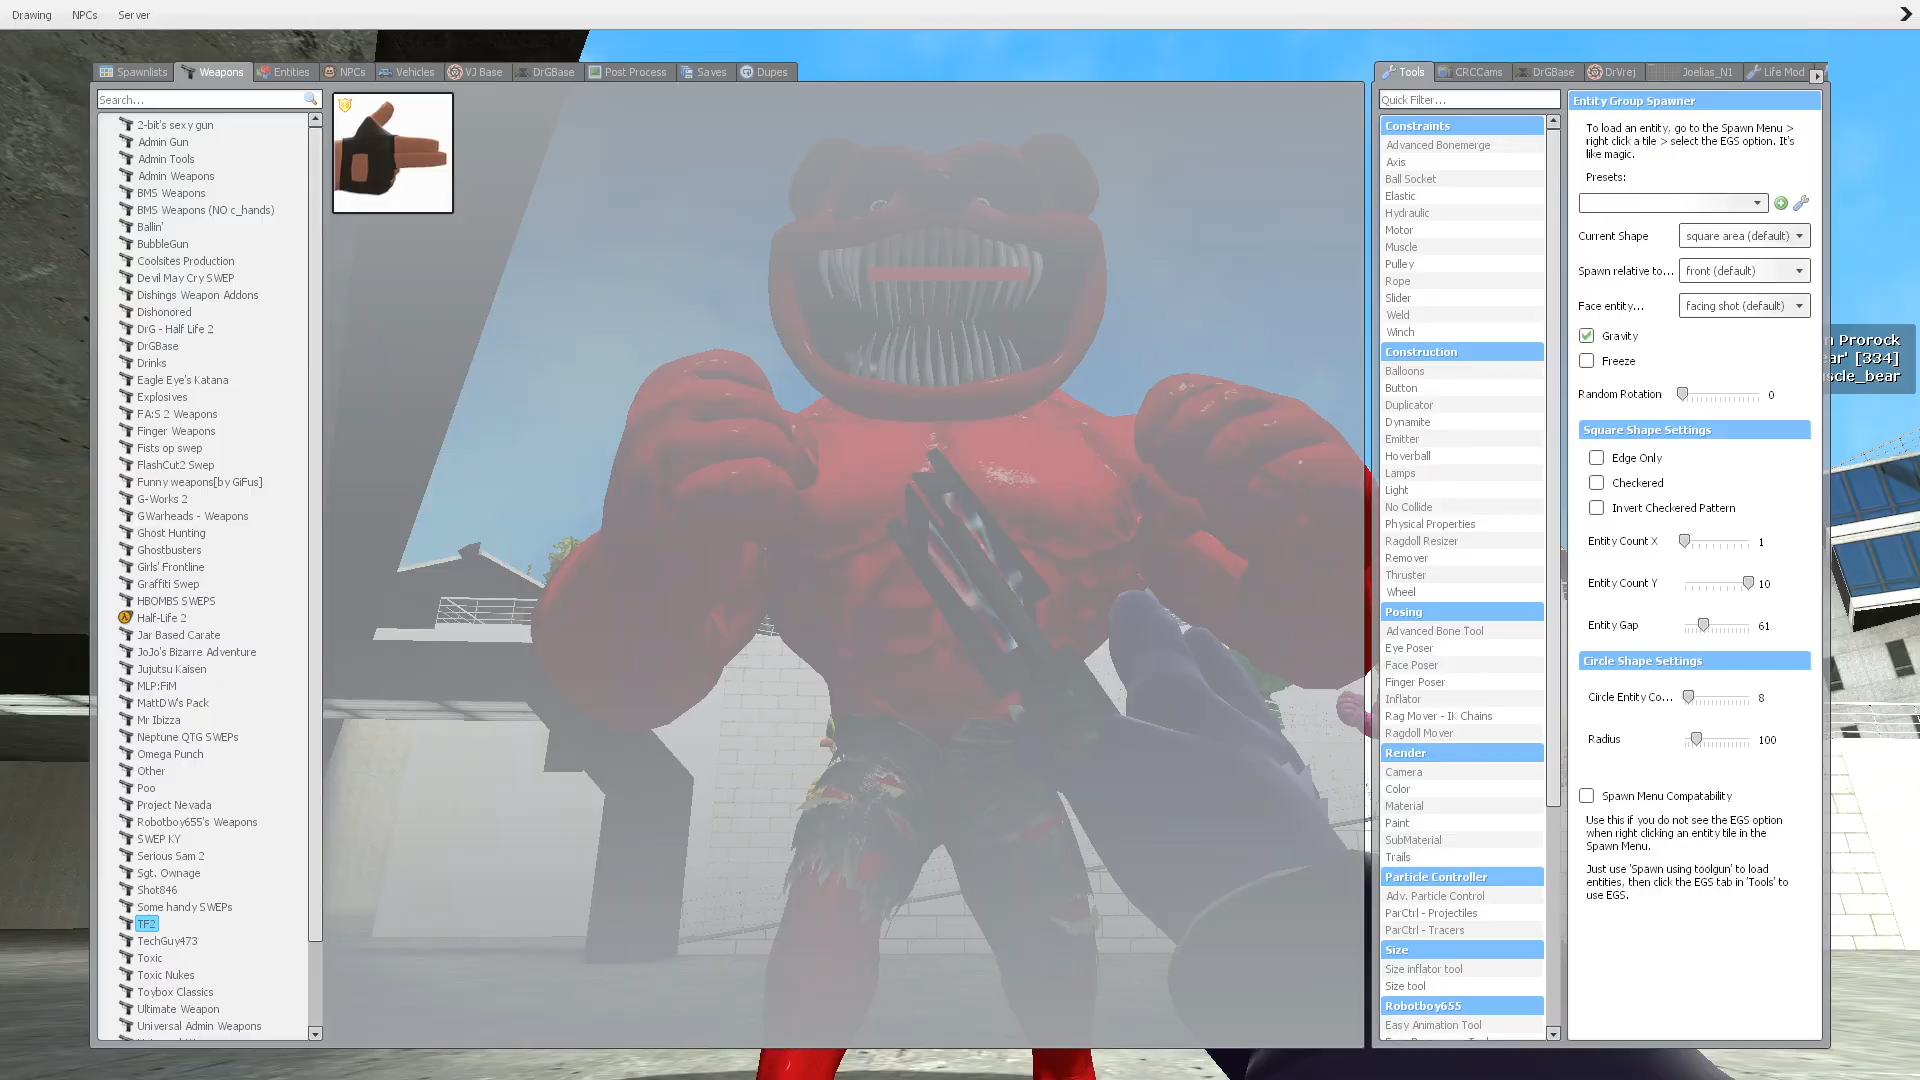 Drawing NPCs Server
Spawnlists Weapons Entities NPCs Vehicles VJ Base DrGBase Post Process Saves Dupes
Search...
2-bit's sexy gun
Admin Gun
Admin Tools
Admin Weapons
BMS Weapons
BMS Weapons (NO c_hands)
Ballin'
BubbleGun
Coolsites Production
Devil May Cry SWEP
Dishings Weapon Addons
Dishonored
DrG - Half Life 2
DrGBase
Drinks
Eagle Eye's Katana
Explosives
FA:S 2 Weapons
Finger Weapons
Fists op swep
FlashCut2 Swep
Funny weapons[by GiFus]
G-Works 2
GWarheads - Weapons
Ghost Hunting
Ghostbusters
Girls' Frontline
Graffiti Swep
HBOMBS SWEPS
Half-Life 2
Jar Based Carate
JoJo's Bizarre Adventure
Jujutsu Kaisen
MLP:FiM
MattDW's Pack
Mr Ibizza
Neptune QTG SWEPs
Omega Punch
Other
Poo
Project Nevada
Robotboy655's Weapons
SWEP KY
Serious Sam 2
Sgt. Ownage
Shot846
Some handy SWEPs
TF2
TechGuy473
Toxic
Toxic Nukes
Toybox Classics
Ultimate Weapon
Universal Admin Weapons
Tools CRCCams DrGBase DrVrej Joelias_N1 Life Mod
Quick Filter...
Constraints
Advanced Bonemerge
Axis
Ball Socket
Elastic
Hydraulic
Motor
Muscle
Pulley
Rope
Slider
Weld
Winch
Construction
Balloons
Button
Duplicator
Dynamite
Emitter
Hoverball
Lamps
Light
No Collide
Physical Properties
Ragdoll Resizer
Remover
Thruster
Wheel
Posing
Advanced Bone Tool
Eye Poser
Face Poser
Finger Poser
Inflator
Rag Mover - IK Chains
Ragdoll Mover
Render
Camera
Color
Material
Paint
SubMaterial
Trails
Particle Controller
Adv. Particle Control
ParCtrl - Projectiles
ParCtrl - Tracers
Size
Size inflator tool
Size tool
Robotboy655
Easy Animation Tool
Entity Group Spawner
To load an entity, go to the Spawn Menu >
right click a tile > select the EGS option. It's
like magic.
Presets:
Current Shape square area (default)
Spawn relative to... front (default)
Face entity... facing shot (default)
Gravity
Freeze
Random Rotation 0
Square Shape Settings
Edge Only
Checkered
Invert Checkered Pattern
Entity Count X 1
Entity Count Y 10
Entity Gap 61
Circle Shape Settings
Circle Entity Co... 8
Radius 100
Spawn Menu Compatability
Use this if you do not see the EGS option
when right clicking an entity tile in the
Spawn Menu.
Just use 'Spawn using toolgun' to load
entities, then click the EGS tab in 'Tools' to
use EGS.
n Prorock
ear' [334]
uscle_bear